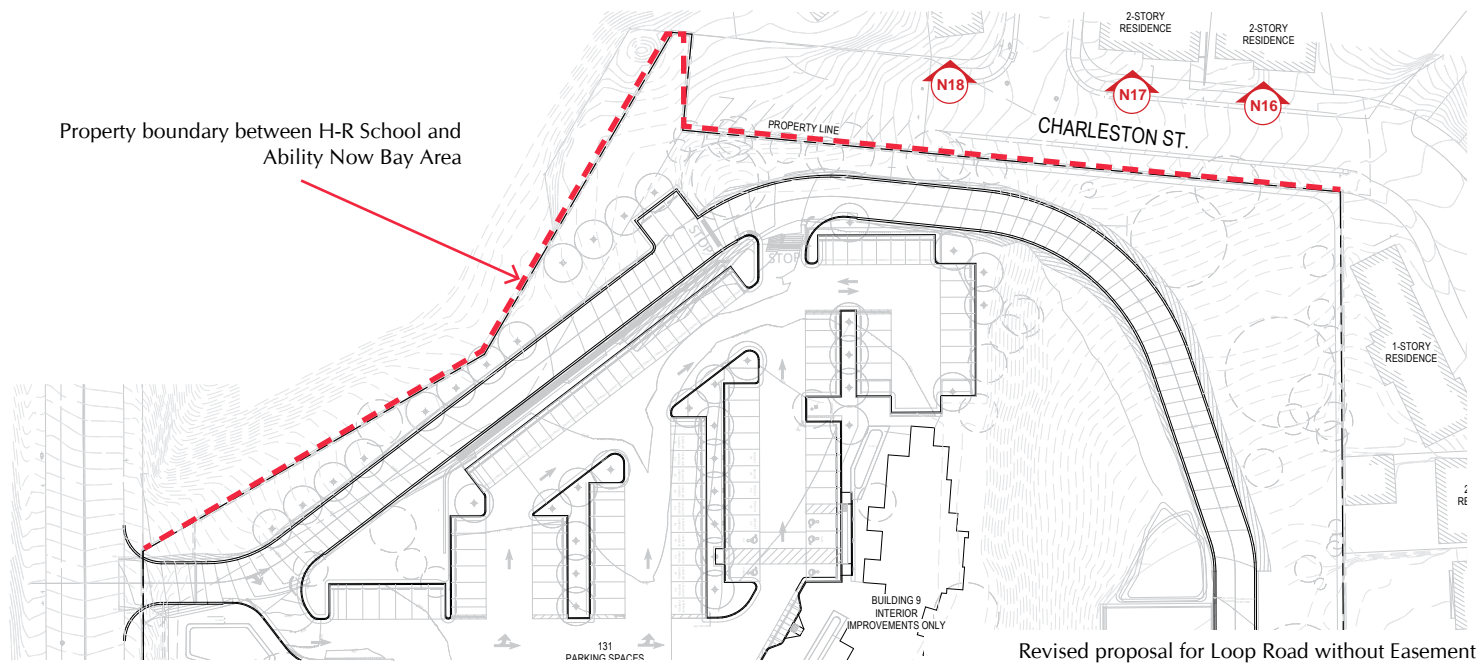 2-STORY
RESIDENCE
2-STORY
RESIDENCE
N18
N17
N16
Property boundary between H-R School and
Ability Now Bay Area
PROPERTY LINE
CHARLESTON ST.
STOP
STOP
1-STORY
RESIDENCE
2
RE
BUILDING 9
INTERIOR
IMPROVEMENTS ONLY
131
PARKING SPACES
Revised proposal for Loop Road without Easement